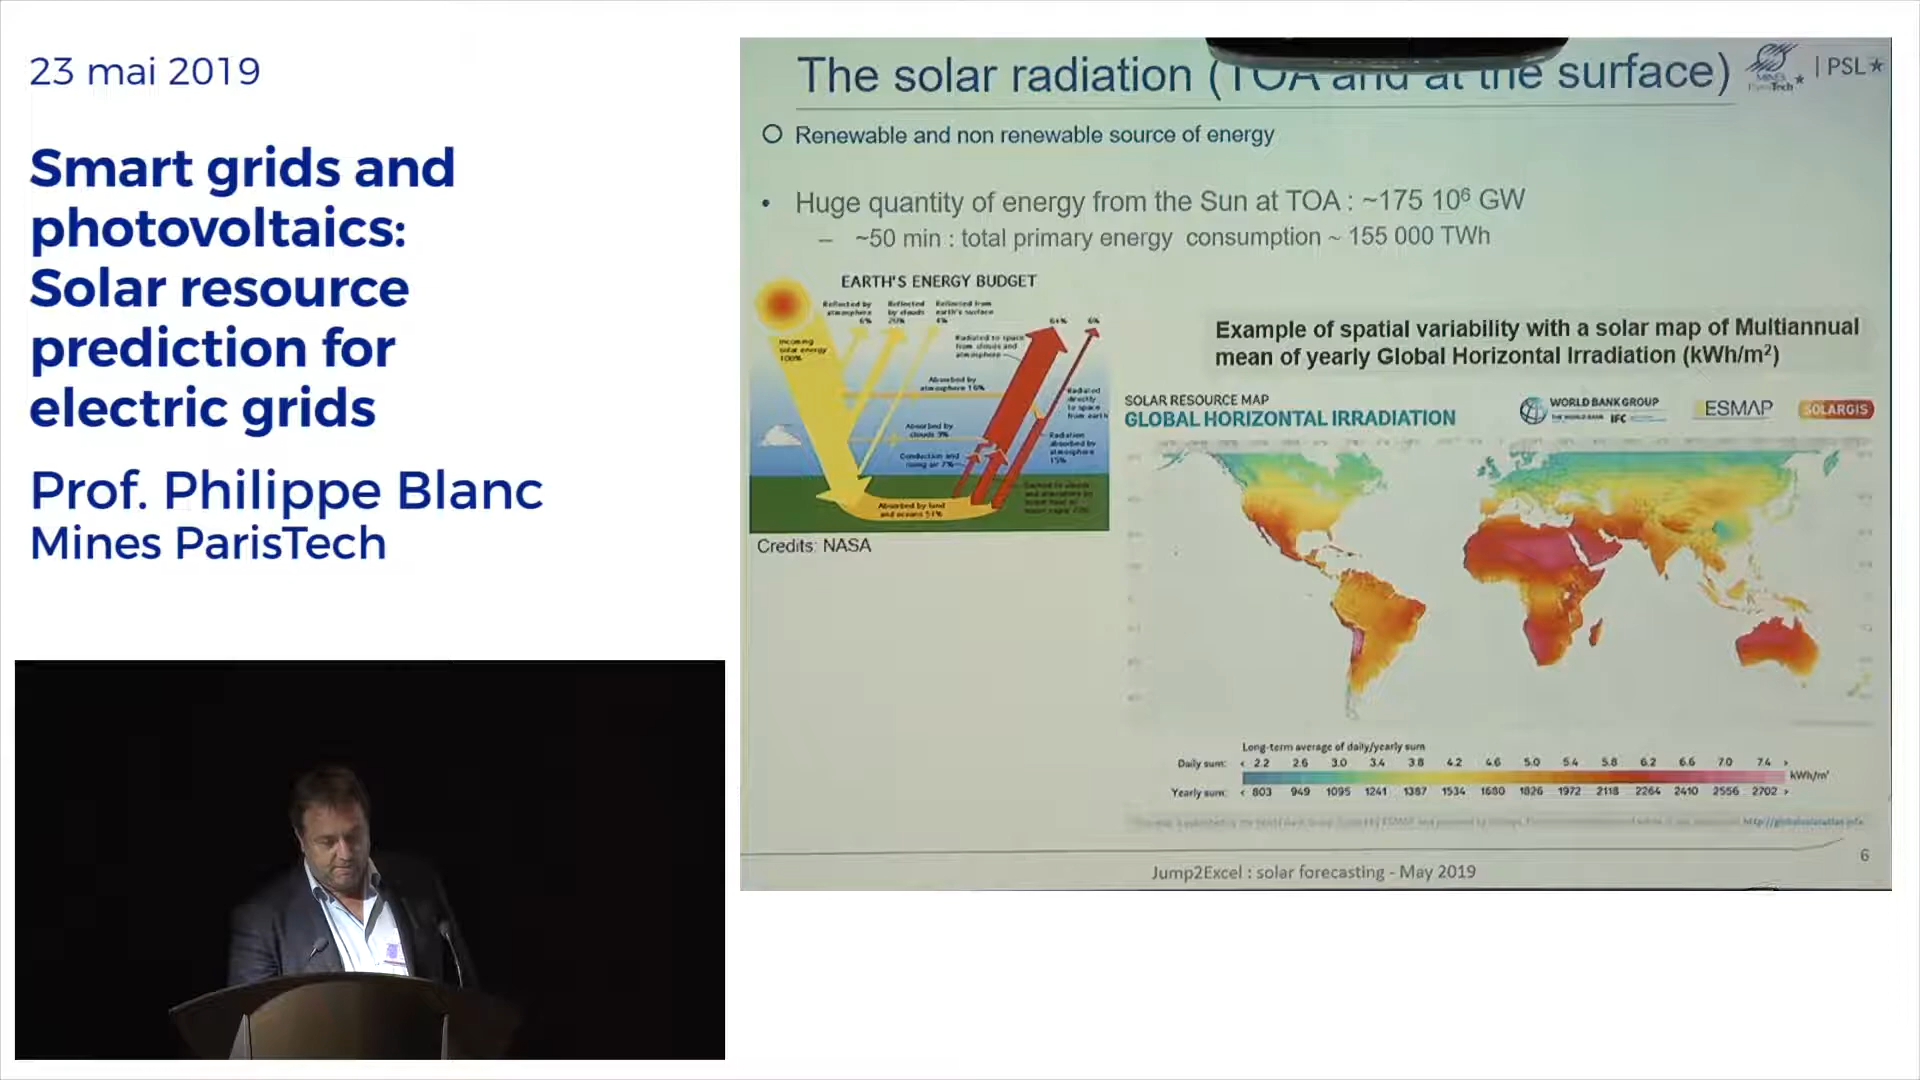 23 mai 2019
Smart grids and
photovoltaics:
Solar resource
prediction for
electric grids
Prof. Philippe Blanc
Mines ParisTech
The solar radiation (TOA and at the surface)
MINES
ParisTech
| PSL★
Renewable and non renewable source of energy
• Huge quantity of energy from the Sun at TOA : ~175 10⁶ GW
– ~50 min : total primary energy consumption ~ 155 000 TWh
EARTH'S ENERGY BUDGET
Reflected by
atmosphere
6%
Reflected
by clouds
20%
Reflected from
earth's surface
4%
64%
6%
Incoming
solar energy
100%
Radiated to space
from clouds and
atmosphere
Absorbed by
atmosphere 16%
Radiated
directly
to space
from earth
Absorbed by
clouds 3%
Conduction and
rising air 7%
Radiation
absorbed by
atmosphere
15%
Absorbed by land
and oceans 51%
Credits: NASA
Example of spatial variability with a solar map of Multiannual
mean of yearly Global Horizontal Irradiation (kWh/m²)
SOLAR RESOURCE MAP
GLOBAL HORIZONTAL IRRADIATION
WORLD BANK GROUP
THE WORLD BANK IFC
ESMAP
SOLARGIS
Long-term average of daily/yearly sum
Daily sum: < 2.2 2.6 3.0 3.4 3.8 4.2 4.6 5.0 5.4 5.8 6.2 6.6 7.0 7.4 >
kWh/m²
Yearly sum: < 803 949 1095 1241 1387 1534 1680 1826 1972 2118 2264 2410 2556 2702 >
Jump2Excel : solar forecasting - May 2019
6